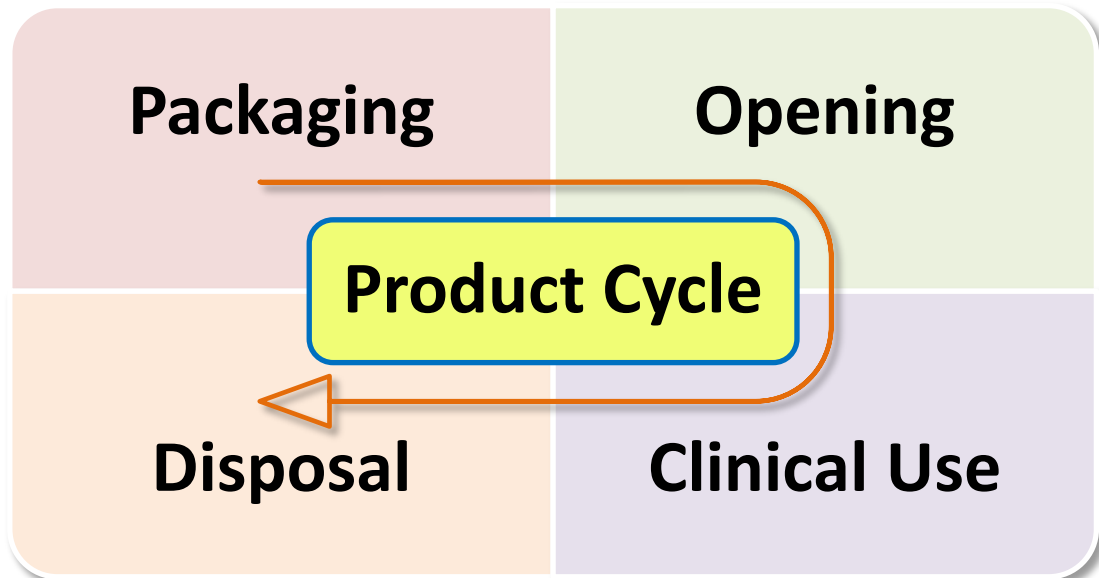 Packaging
Opening
Product Cycle
Disposal
Clinical Use